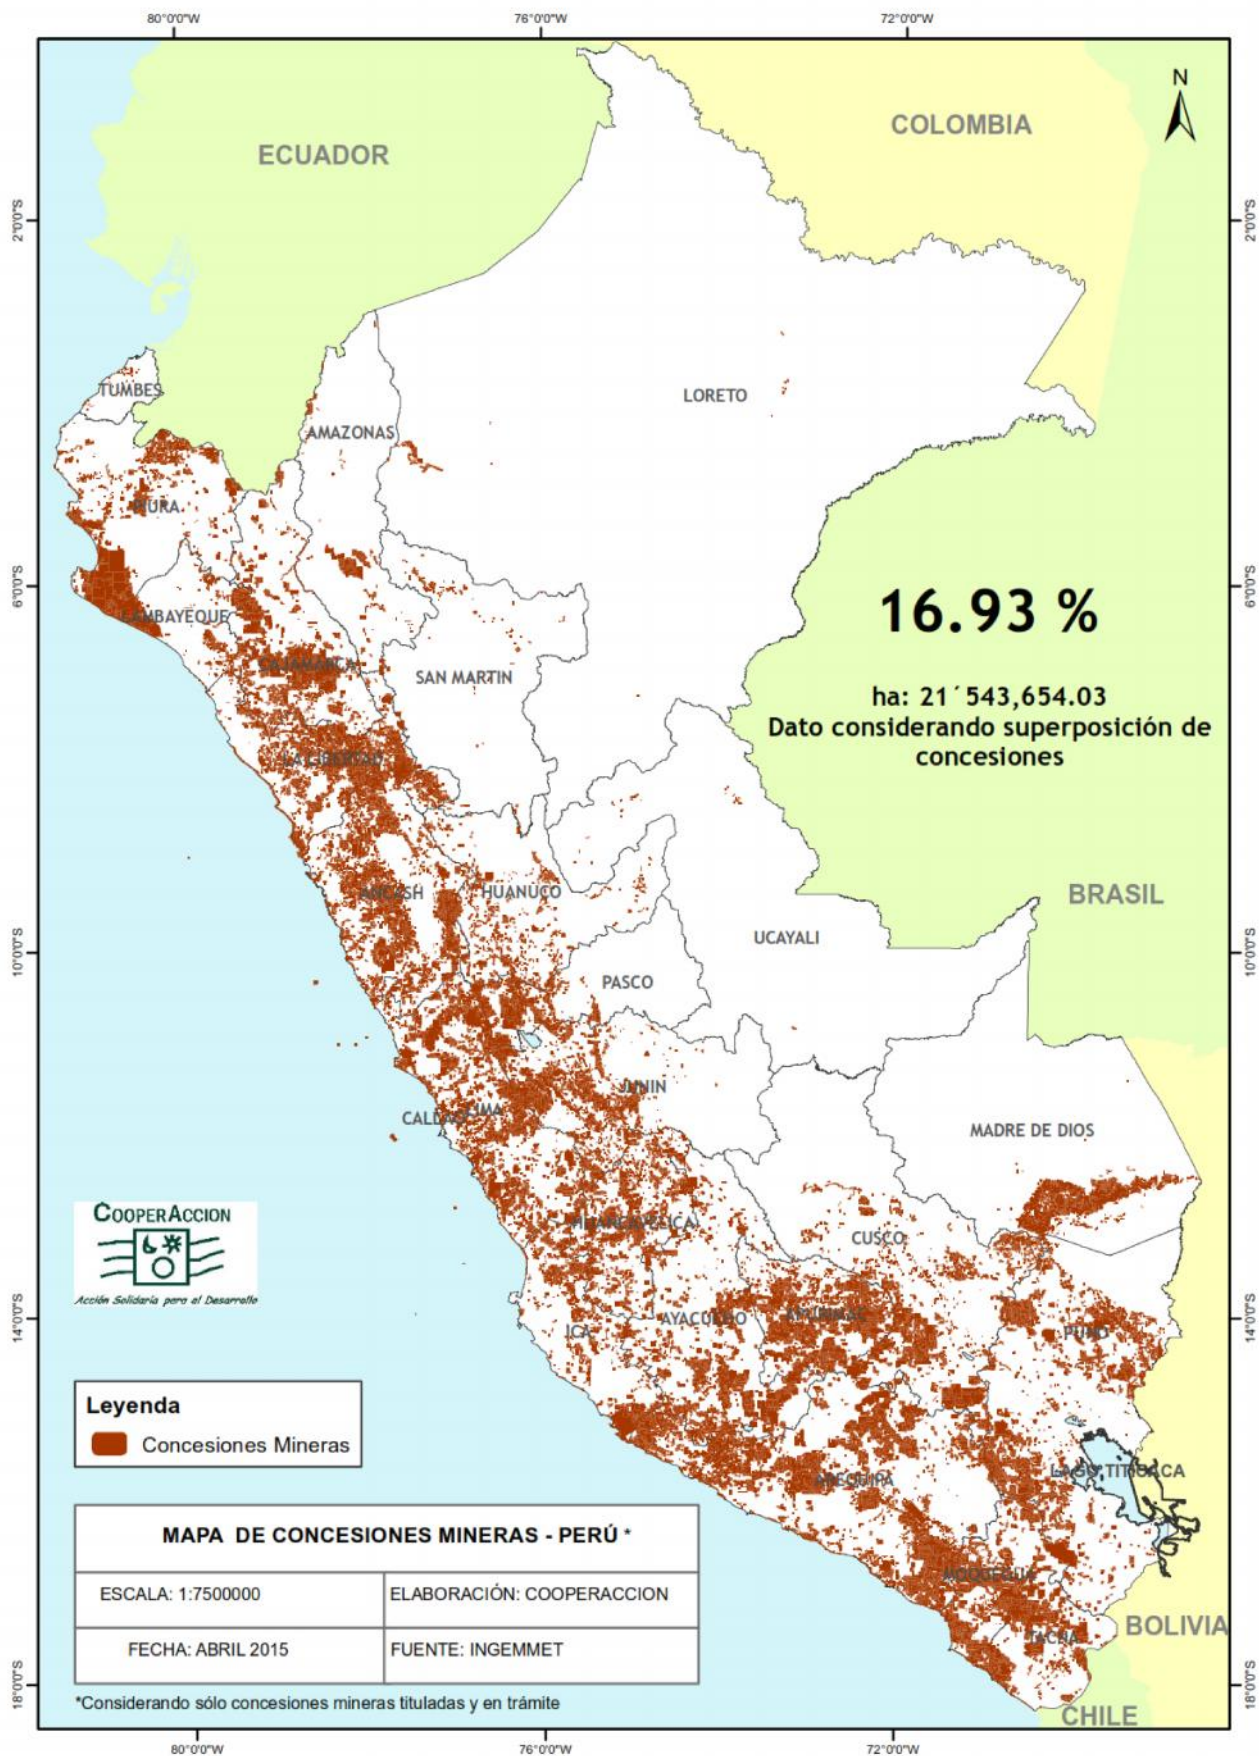 80°0'0"W 76°0'0"W 72°0'0"W
N
COLOMBIA
ECUADOR
2°0'0"S 2°0'0"S
TUMBES
LORETO
AMAZONAS
PIURA
6°0'0"S 6°0'0"S
16.93 %
LAMBAYEQUE
CAJAMARCA
SAN MARTIN
ha: 21´543,654.03
Dato considerando superposición de
concesiones
LA LIBERTAD
ANCASH HUANUCO
BRASIL
UCAYALI
10°0'0"S 10°0'0"S
PASCO
JUNIN
CALLAO LIMA
MADRE DE DIOS
COOPERACCION
Acción Solidaria para el Desarrollo
HUANCAVELICA
CUSCO
14°0'0"S 14°0'0"S
ICA AYACUCHO APURIMAC PUNO
Leyenda
Concesiones Mineras
AREQUIPA LAGO TITICACA
MAPA DE CONCESIONES MINERAS - PERÚ *
ESCALA: 1:7500000 ELABORACIÓN: COOPERACCION
FECHA: ABRIL 2015 FUENTE: INGEMMET
MOQUEGUA
TACNA
BOLIVIA
18°0'0"S 18°0'0"S
*Considerando sólo concesiones mineras tituladas y en trámite
CHILE
80°0'0"W 76°0'0"W 72°0'0"W